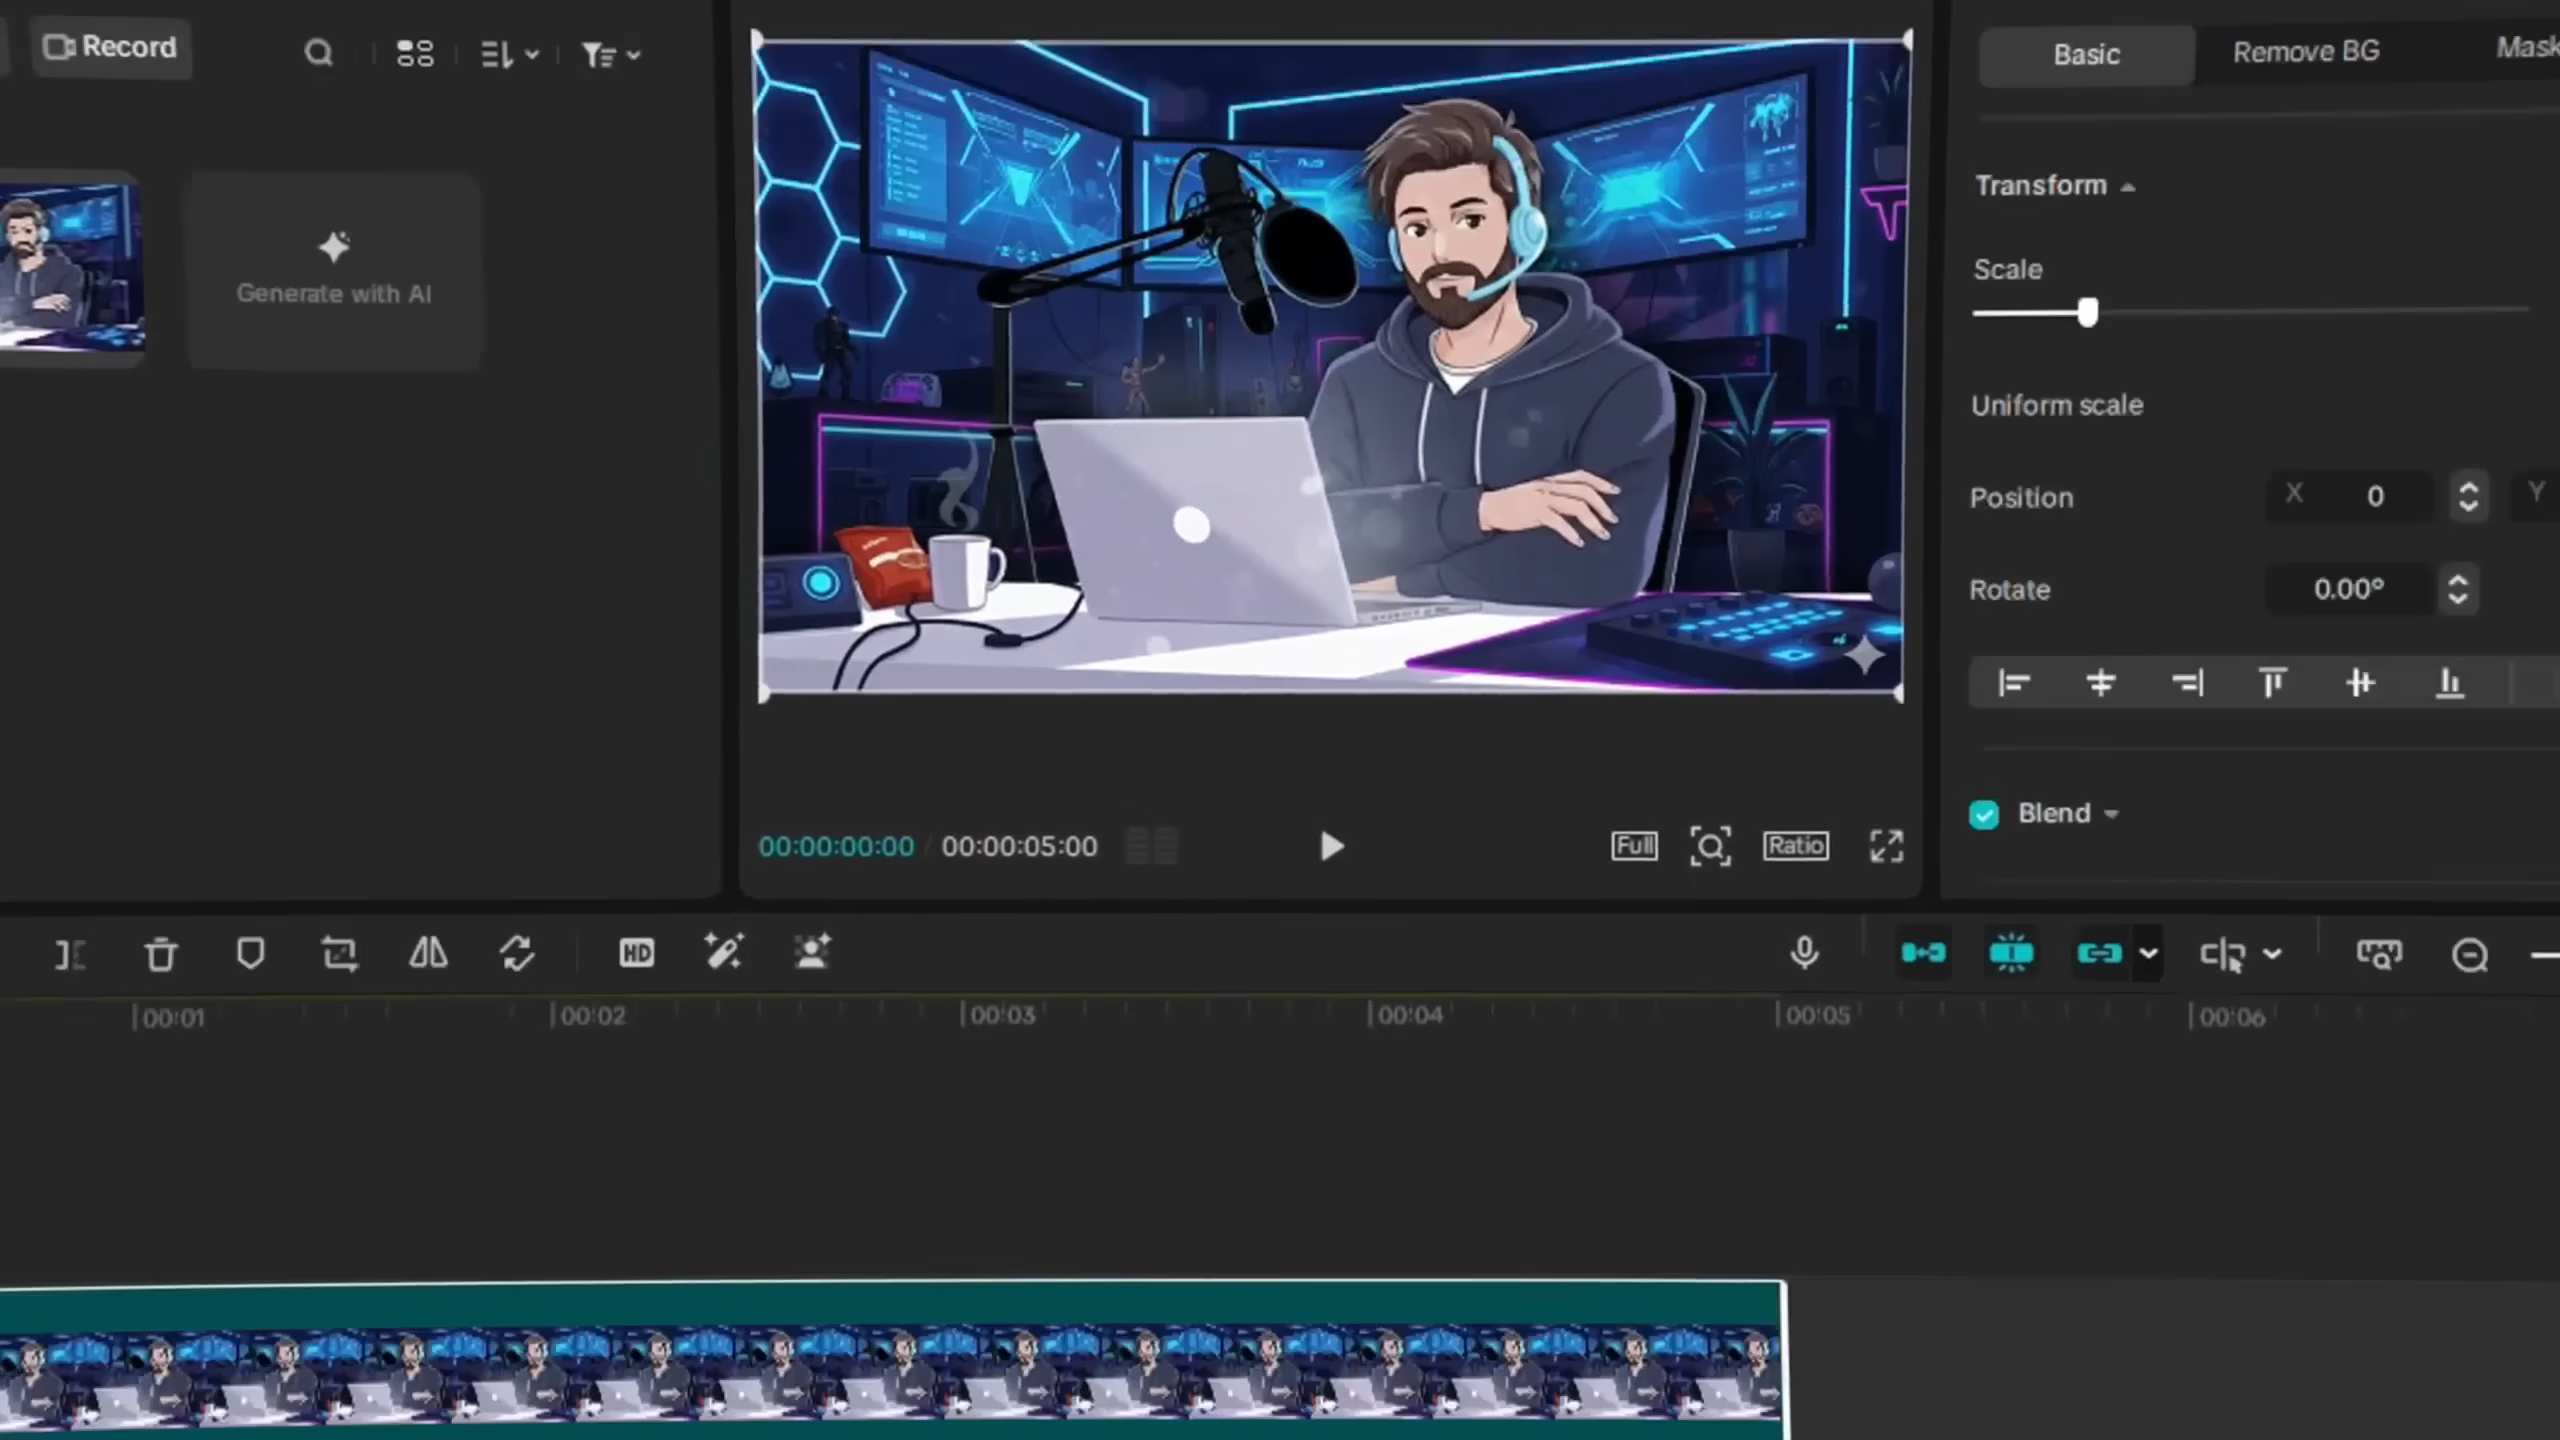 Record
Generate with AI
00:00:00:00 / 00:00:05:00
Full
Ratio
Basic
Remove BG
Mask
Transform
Scale
Uniform scale
Position
X 0
Y
Rotate
0.00°
Blend
HD
00:01
00:02
00:03
00:04
00:05
00:06